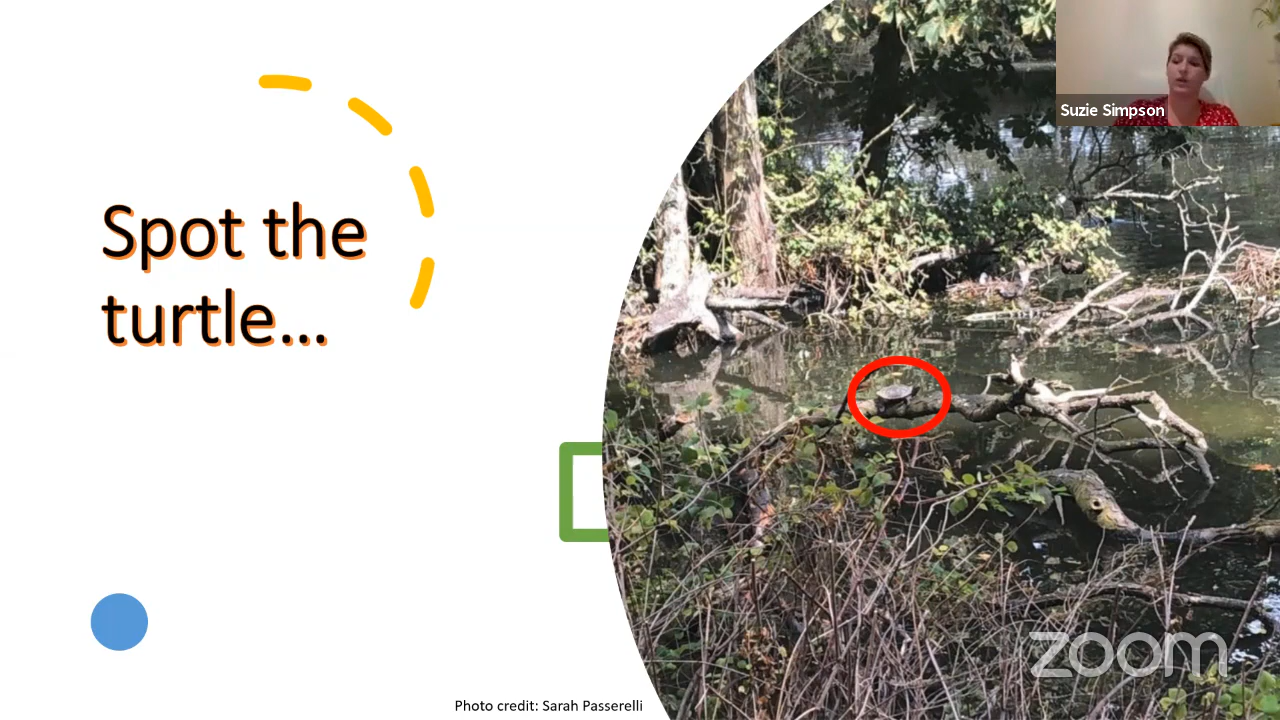 Suzie Simpson
Spot the
turtle...
zoom
Photo credit: Sarah Passerelli